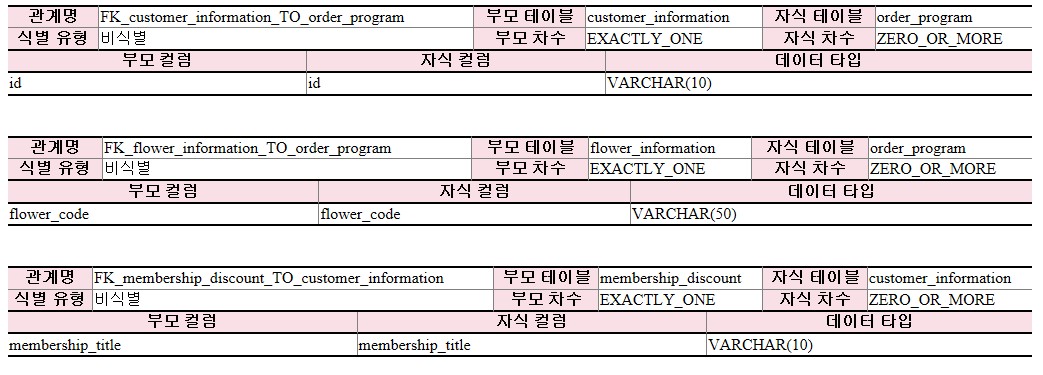 관계명 FK_customer_information_TO_order_program 부모 테이블 customer_information 자식 테이블 order_program
식별 유형 비식별 부모 차수 EXACTLY_ONE 자식 차수 ZERO_OR_MORE
부모 컬럼 자식 컬럼 데이터 타입
id id VARCHAR(10)
관계명 FK_flower_information_TO_order_program 부모 테이블 flower_information 자식 테이블 order_program
식별 유형 비식별 부모 차수 EXACTLY_ONE 자식 차수 ZERO_OR_MORE
부모 컬럼 자식 컬럼 데이터 타입
flower_code flower_code VARCHAR(50)
관계명 FK_membership_discount_TO_customer_information 부모 테이블 membership_discount 자식 테이블 customer_information
식별 유형 비식별 부모 차수 EXACTLY_ONE 자식 차수 ZERO_OR_MORE
부모 컬럼 자식 컬럼 데이터 타입
membership_title membership_title VARCHAR(10)